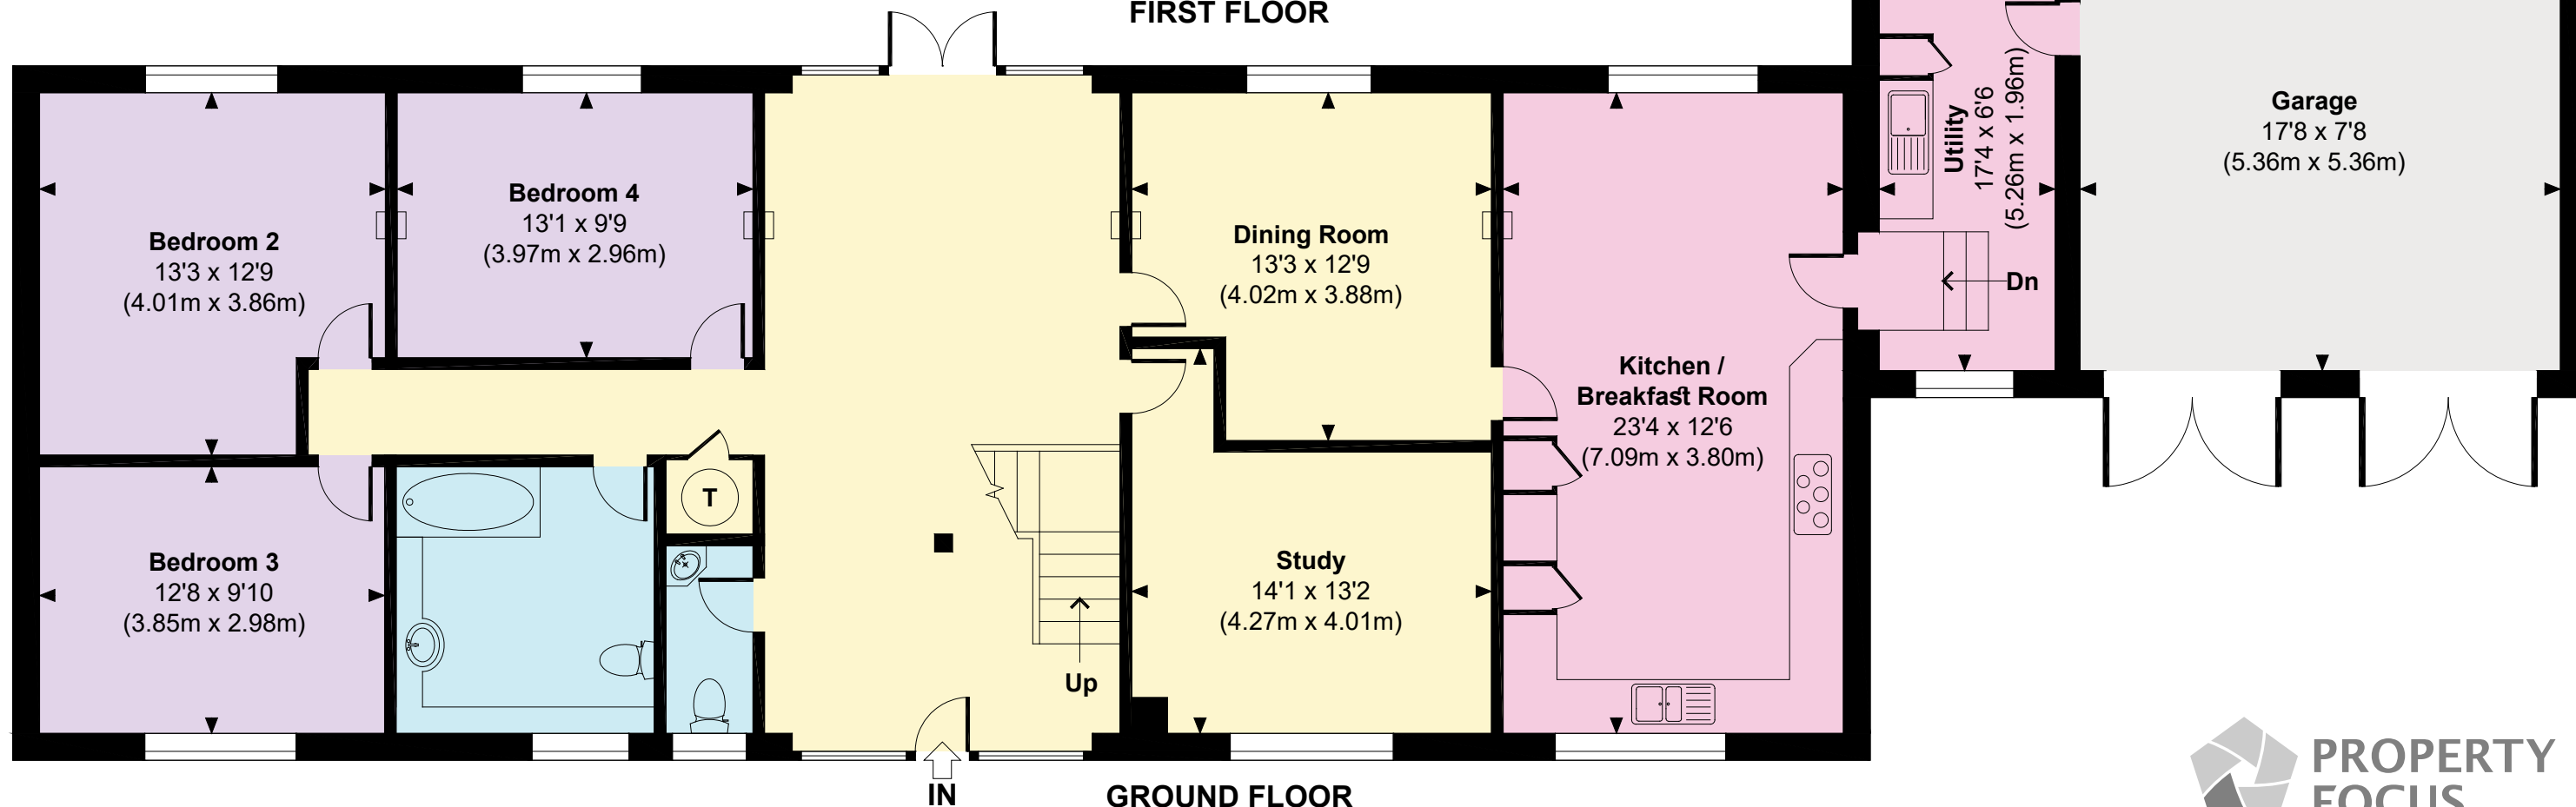 FIRST FLOOR
Bedroom 2
13'3 x 12'9
(4.01m x 3.86m)
Bedroom 4
13'1 x 9'9
(3.97m x 2.96m)
Dining Room
13'3 x 12'9
(4.02m x 3.88m)
Kitchen /
Breakfast Room
23'4 x 12'6
(7.09m x 3.80m)
Utility
17'4 x 6'6
(5.26m x 1.96m)
Dn
Garage
17'8 x 7'8
(5.36m x 5.36m)
Bedroom 3
12'8 x 9'10
(3.85m x 2.98m)
T
Up
Study
14'1 x 13'2
(4.27m x 4.01m)
IN
GROUND FLOOR
PROPERTY
FOCUS